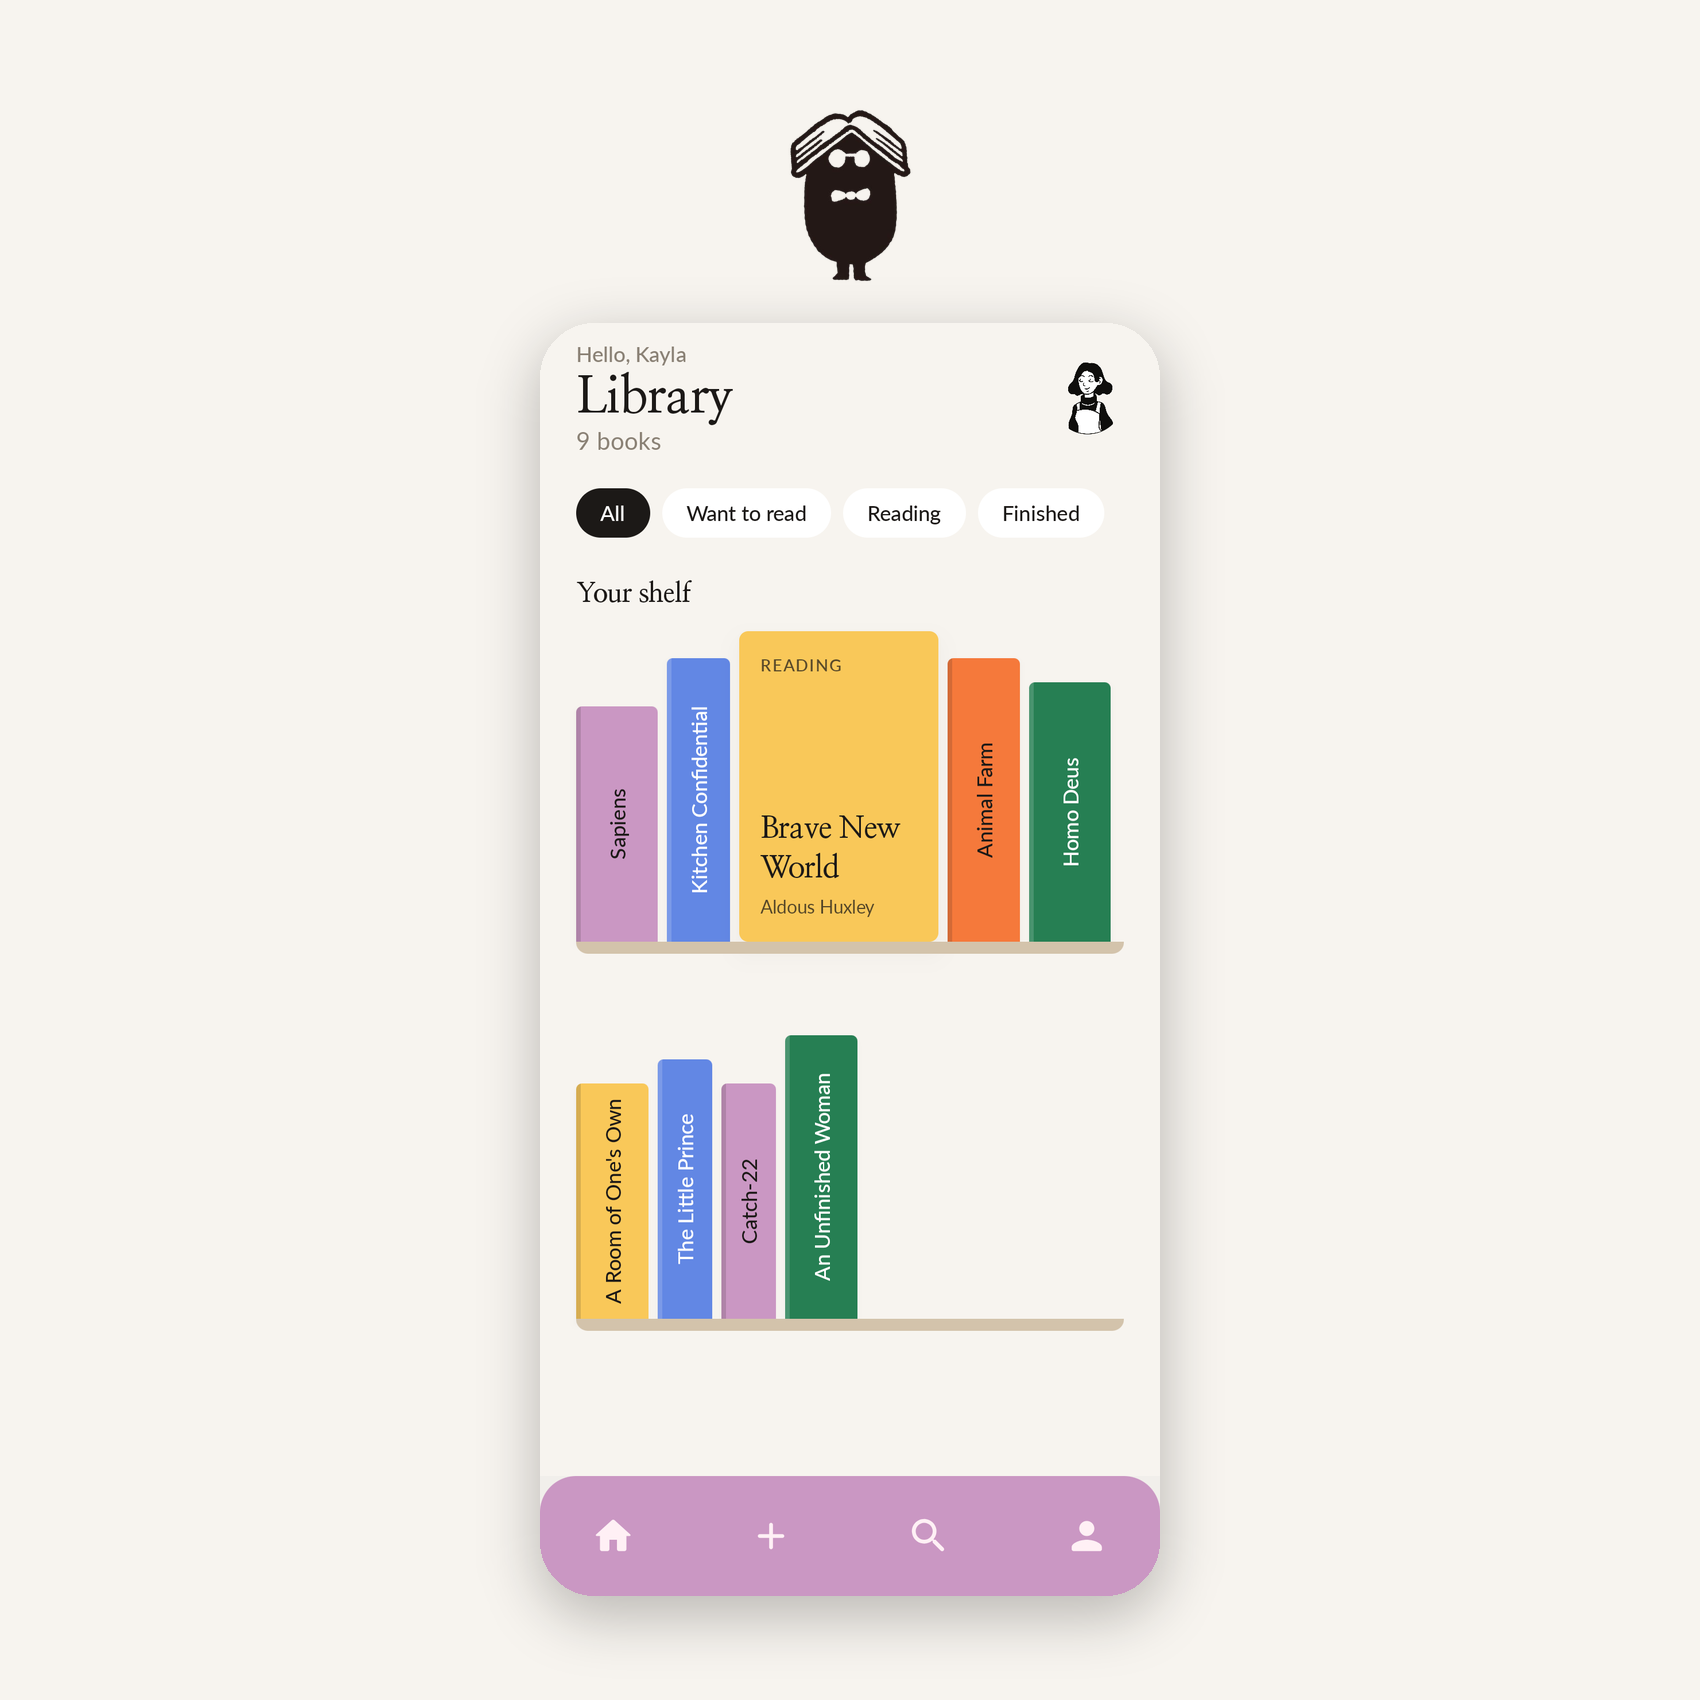 Hello, Kayla
Library
9 books
All
Want to read
Reading
Finished
Your shelf
Sapiens
Kitchen Confidential
READING
Brave New
World
Aldous Huxley
Animal Farm
Homo Deus
A Room of One's Own
The Little Prince
Catch-22
An Unfinished Woman